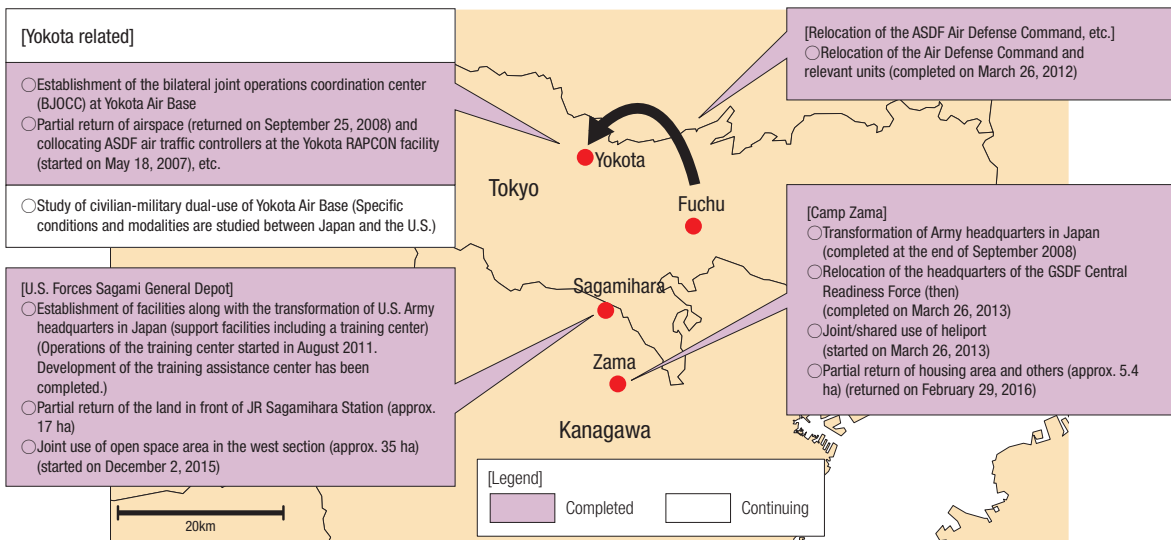 [Yokota related]
○Establishment of the bilateral joint operations coordination center
(BJOCC) at Yokota Air Base
○Partial return of airspace (returned on September 25, 2008) and
collocating ASDF air traffic controllers at the Yokota RAPCON facility
(started on May 18, 2007), etc.
○Study of civilian-military dual-use of Yokota Air Base (Specific
conditions and modalities are studied between Japan and the U.S.)
[U.S. Forces Sagami General Depot]
○Establishment of facilities along with the transformation of U.S. Army
headquarters in Japan (support facilities including a training center)
(Operations of the training center started in August 2011.
Development of the training assistance center has been
completed.)
○Partial return of the land in front of JR Sagamihara Station (approx.
17 ha)
○Joint use of open space area in the west section (approx. 35 ha)
(started on December 2, 2015)
[Relocation of the ASDF Air Defense Command, etc.]
○Relocation of the Air Defense Command and
relevant units (completed on March 26, 2012)
[Camp Zama]
○Transformation of Army headquarters in Japan
(completed at the end of September 2008)
○Relocation of the headquarters of the GSDF Central
Readiness Force (then)
(completed on March 26, 2013)
○Joint/shared use of heliport
(started on March 26, 2013)
○Partial return of housing area and others (approx. 5.4
ha) (returned on February 29, 2016)
Yokota
Tokyo
Fuchu
Sagamihara
Zama
Kanagawa
[Legend]
Completed
Continuing
20km